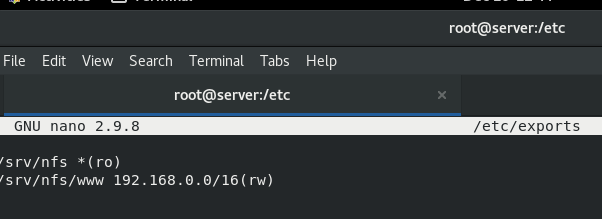 Terminal
root@server:/etc
File Edit View Search Terminal Tabs Help
root@server:/etc ×
GNU nano 2.9.8 /etc/exports
/srv/nfs *(ro)
/srv/nfs/www 192.168.0.0/16(rw)